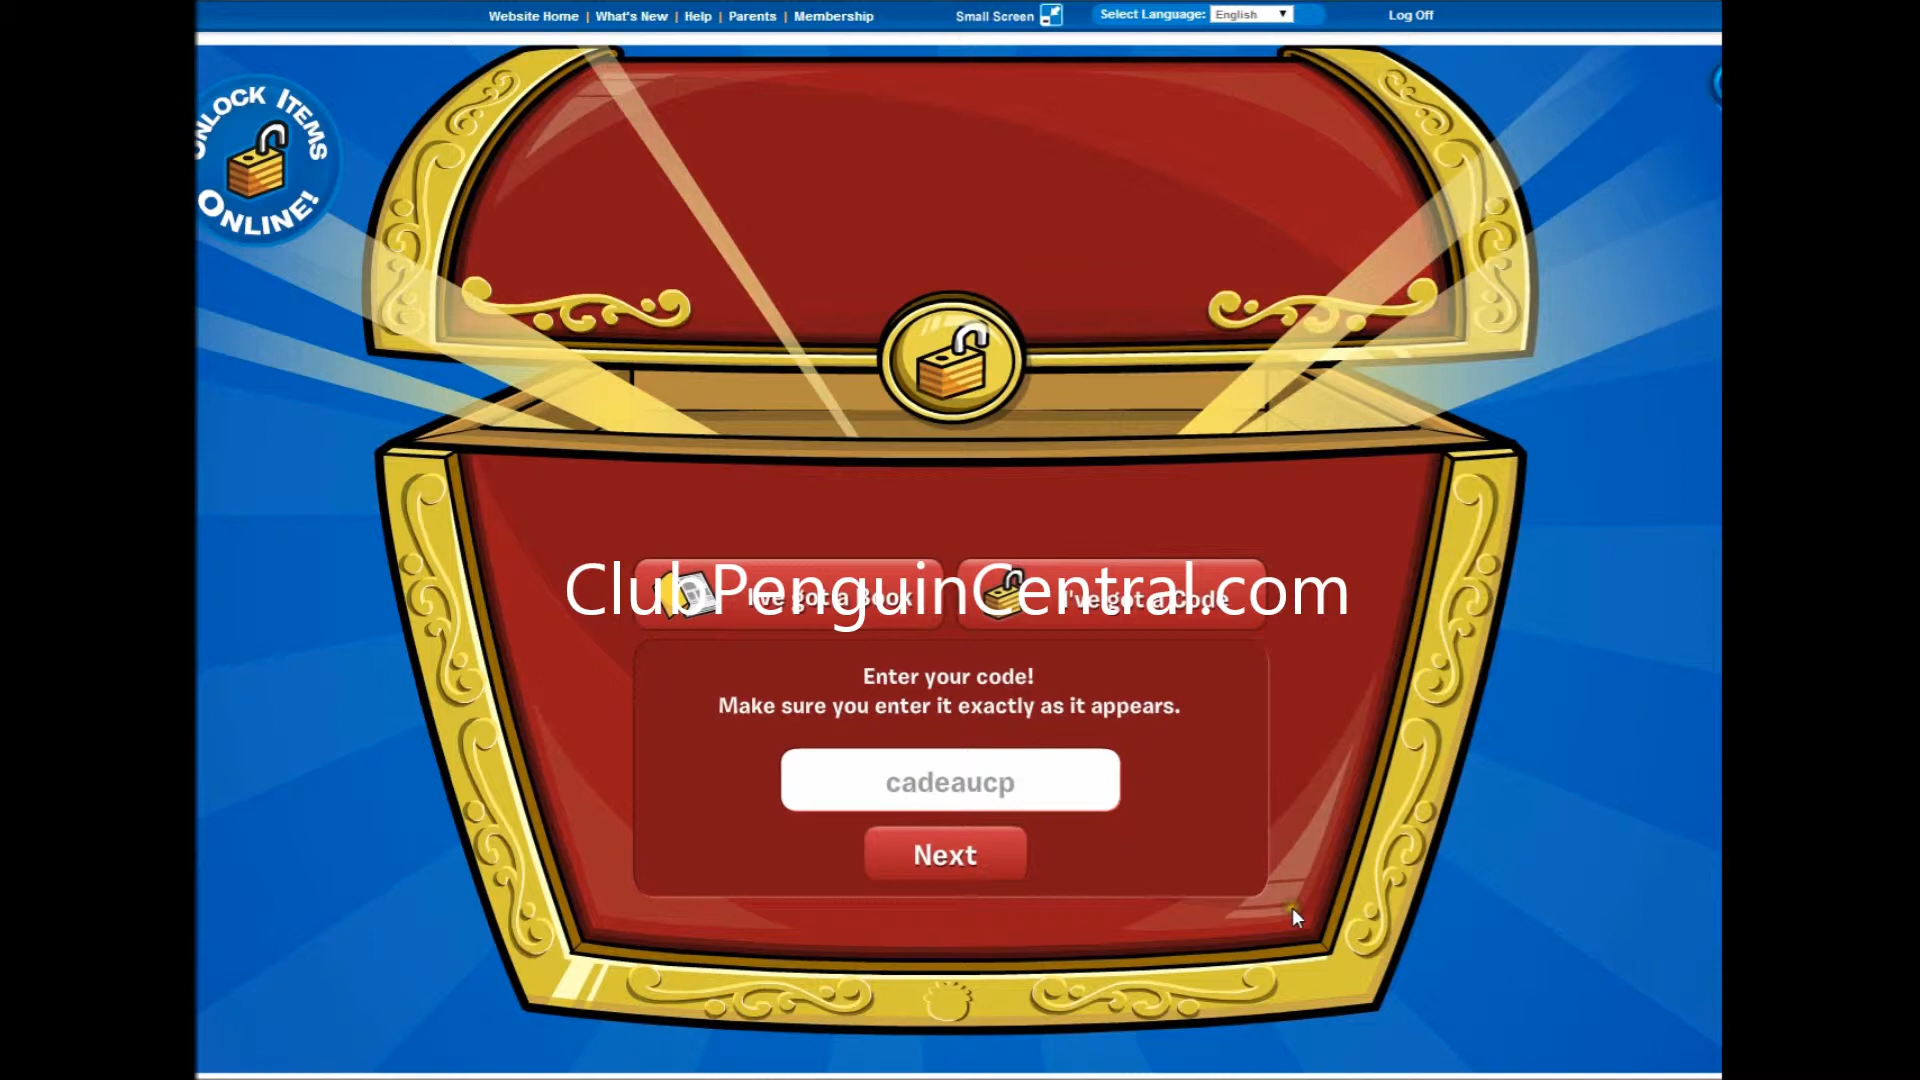 Website Home | What's New | Help | Parents | Membership
Small Screen
Select Language: English
Log Off
UNLOCK ITEMS
ONLINE!
I've got a Book
I've got a Code
ClubPenguinCentral.com
Enter your code!
Make sure you enter it exactly as it appears.
cadeaucp
Next